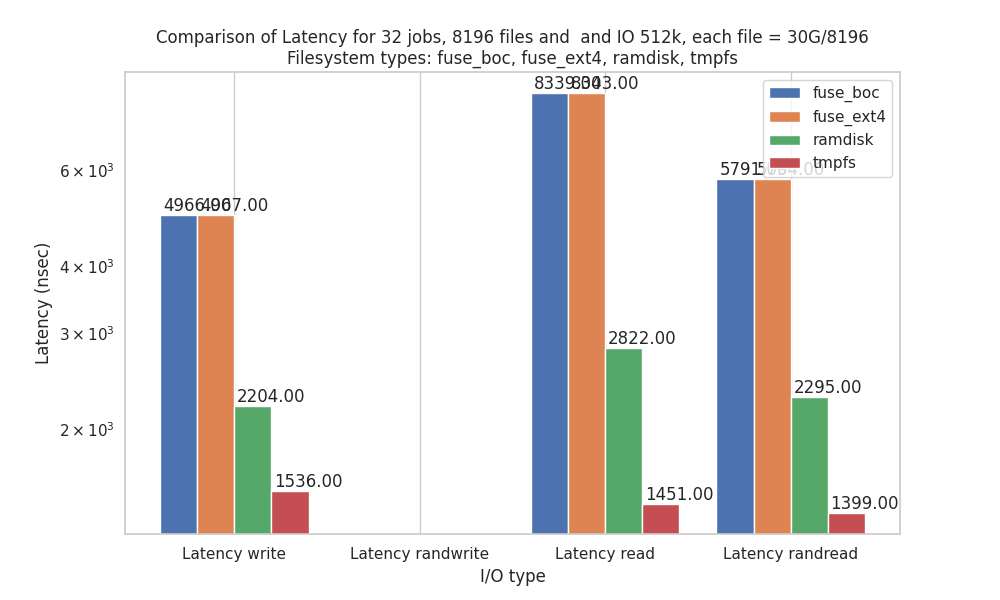 Comparison of Latency for 32 jobs, 8196 files and  and IO 512k, each file = 30G/8196
Filesystem types: fuse_boc, fuse_ext4, ramdisk, tmpfs
8343.00
fuse_boc
fuse_ext4
ramdisk
tmpfs
6 × 10³
4967.00
4 × 10³
3 × 10³
2 × 10³
2822.00
2295.00
2204.00
1536.00
1451.00
1399.00
Latency (nsec)
Latency write
Latency randwrite
Latency read
Latency randread
I/O type